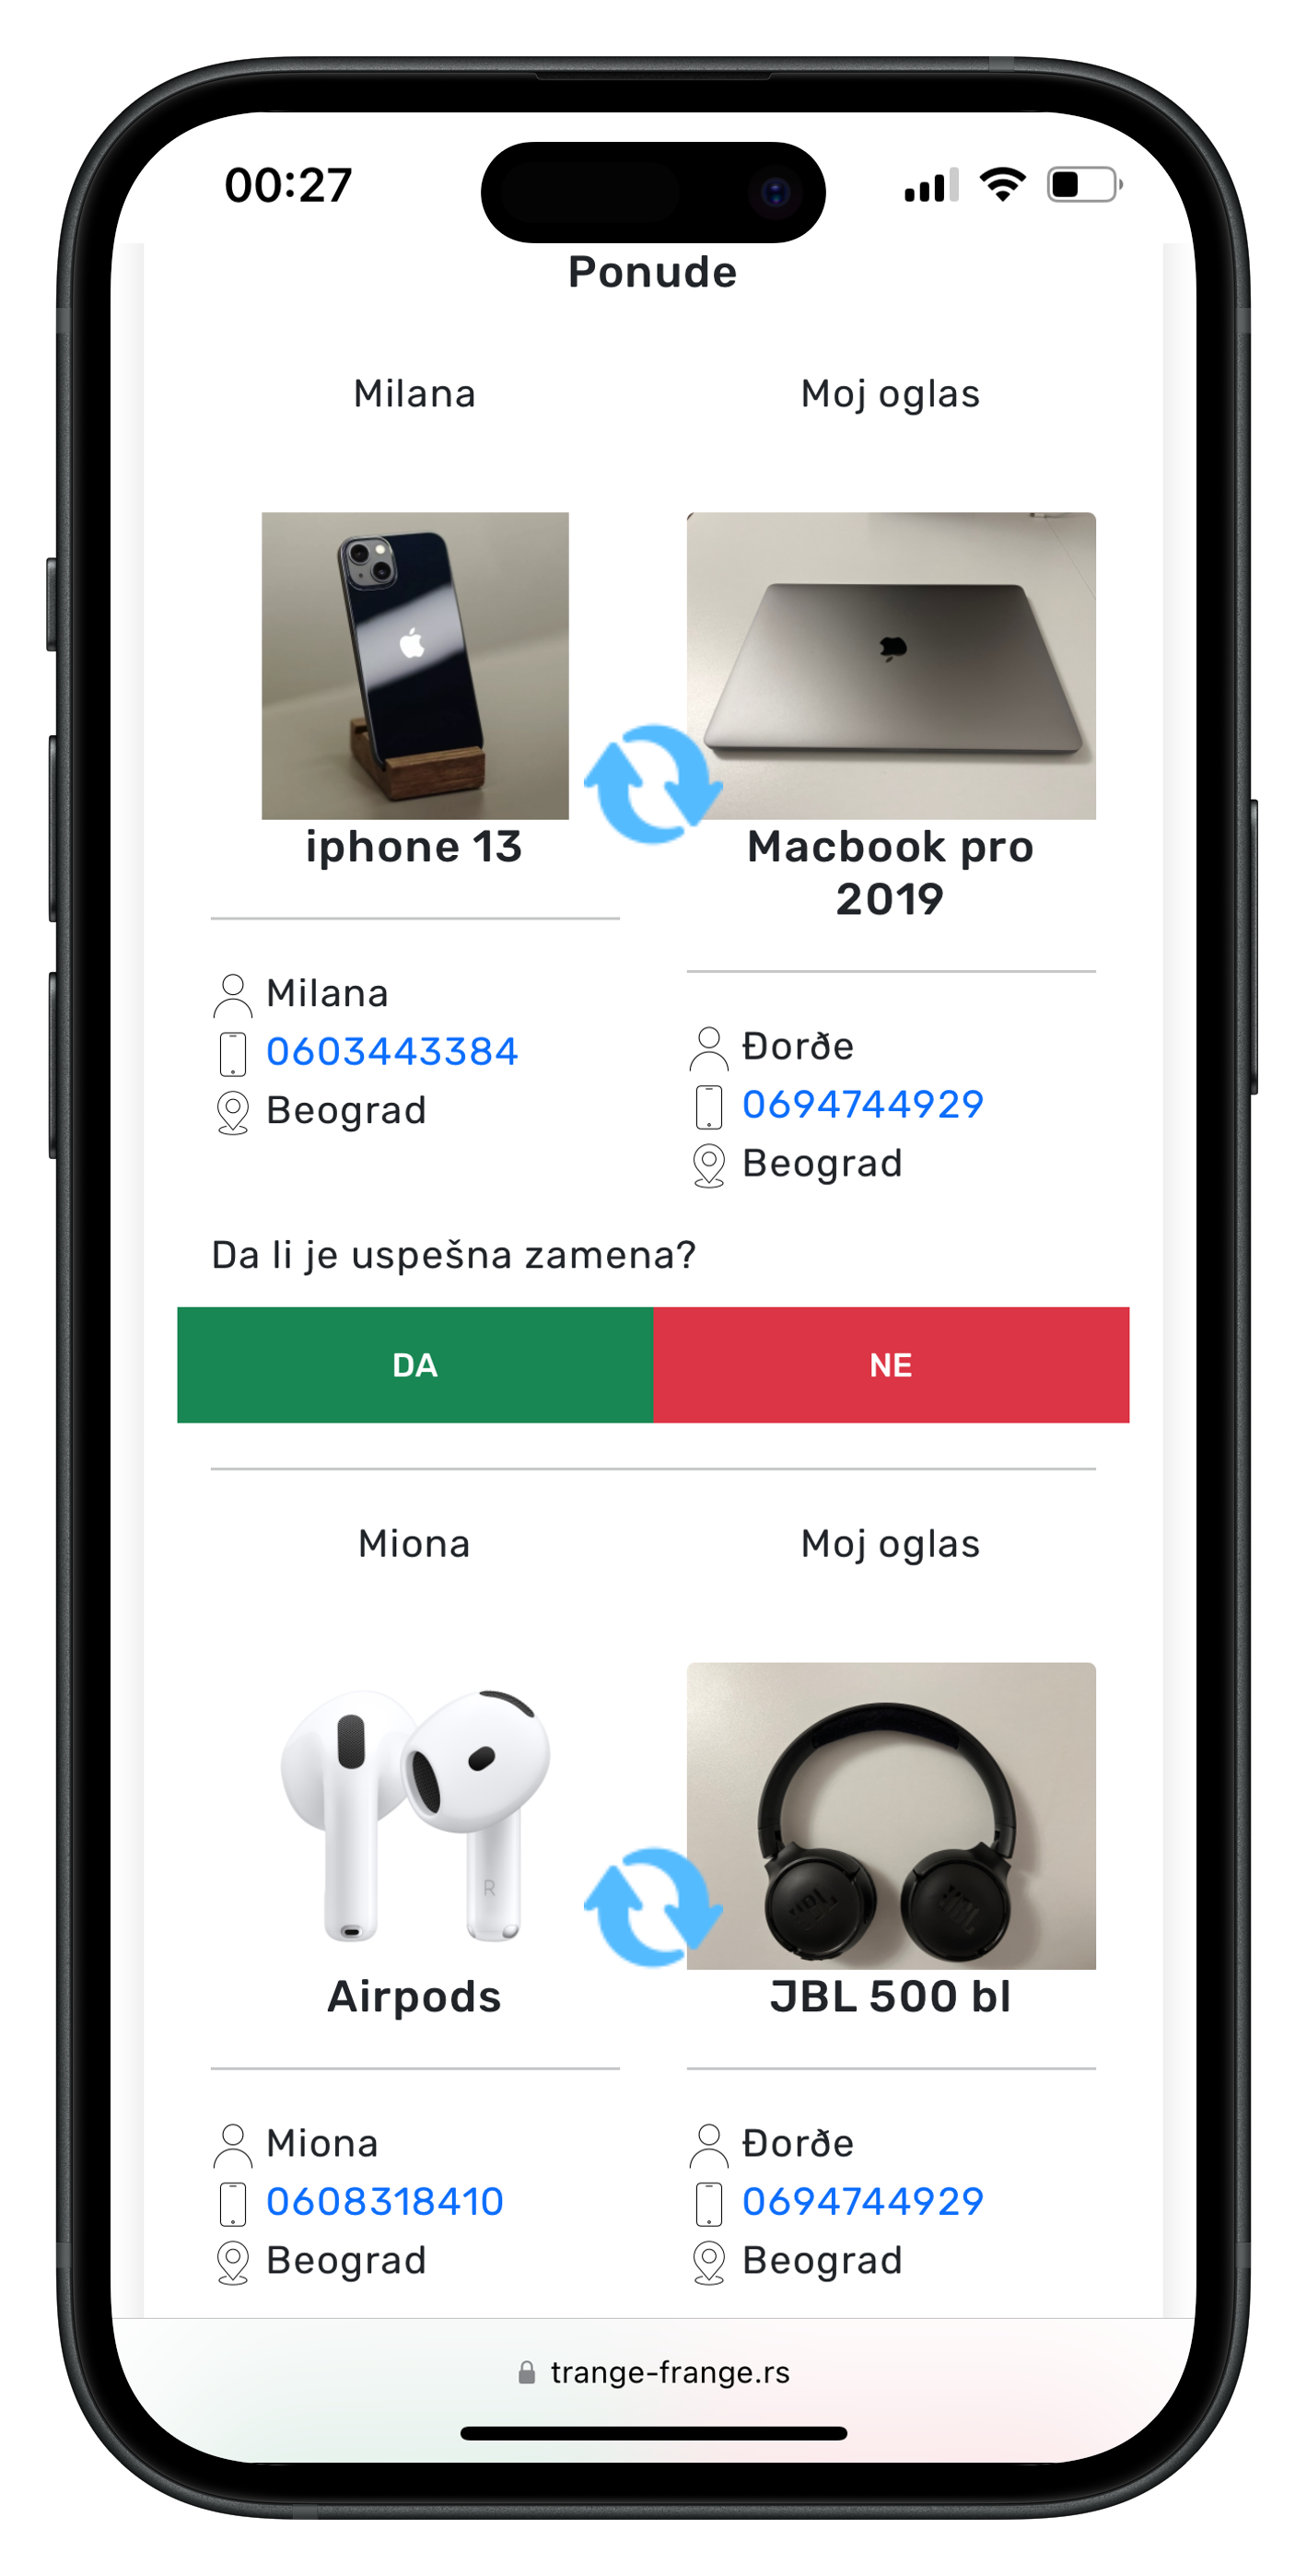 00:27
Ponude
Milana
Moj oglas
iphone 13
Macbook pro
2019
Milana
0603443384
Beograd
Đorđe
0694744929
Beograd
Da li je uspešna zamena?
DA
NE
Miona
Moj oglas
R
JBL
JBL
Airpods
JBL 500 bl
Miona
0608318410
Beograd
Đorđe
0694744929
Beograd
trange-frange.rs